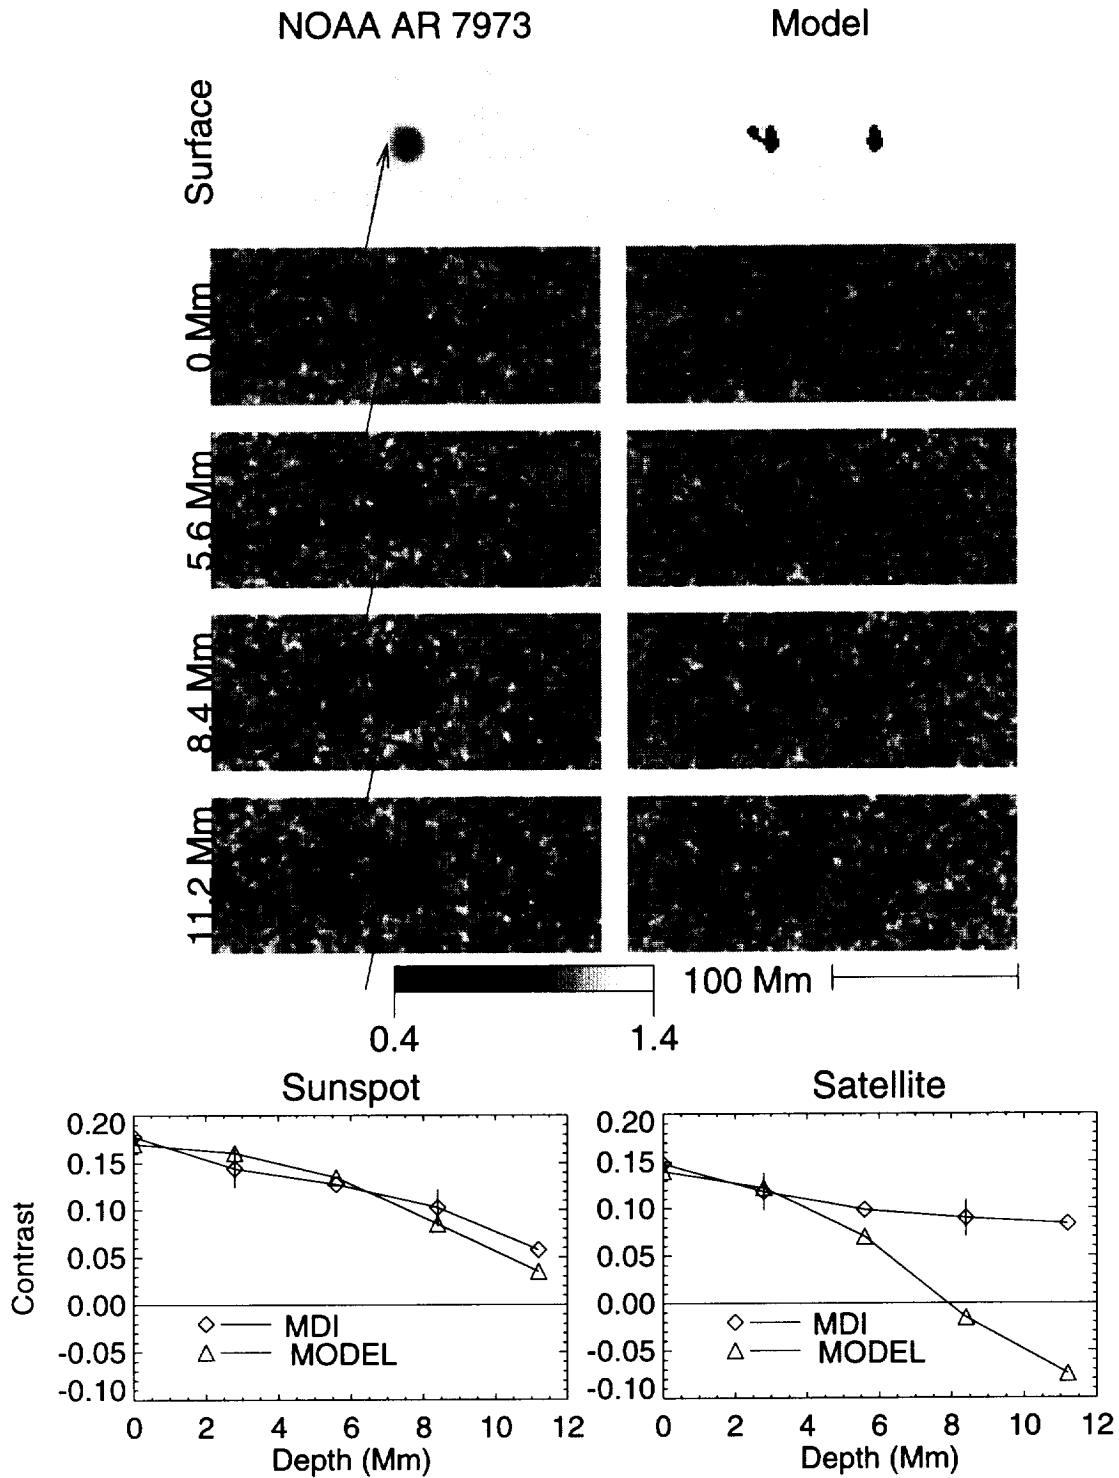 NOAA AR 7973 Model
Surface
0 Mm
5.6 Mm
8.4 Mm
11.2 Mm
100 Mm
0.4 1.4
Sunspot
Contrast
0.20
0.15
0.10
0.05
0.00
-0.05
-0.10
MDI
MODEL
0 2 4 6 8 10 12
Depth (Mm)
Satellite
0.20
0.15
0.10
0.05
0.00
-0.05
-0.10
MDI
MODEL
0 2 4 6 8 10 12
Depth (Mm)